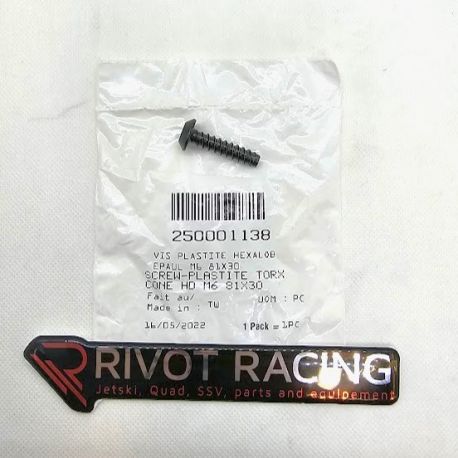 250001138
VIS PLASTITE HEXALOB
EPAUL M6 81X30
SCREW-PLASTITE TORX
CONE HD M6 81X30
Fait au/
Made in : TW UOM : PC
16/05/2022 1 Pack = 1PC
RIVOT RACING
Jetski, Quad, SSV, parts and equipement